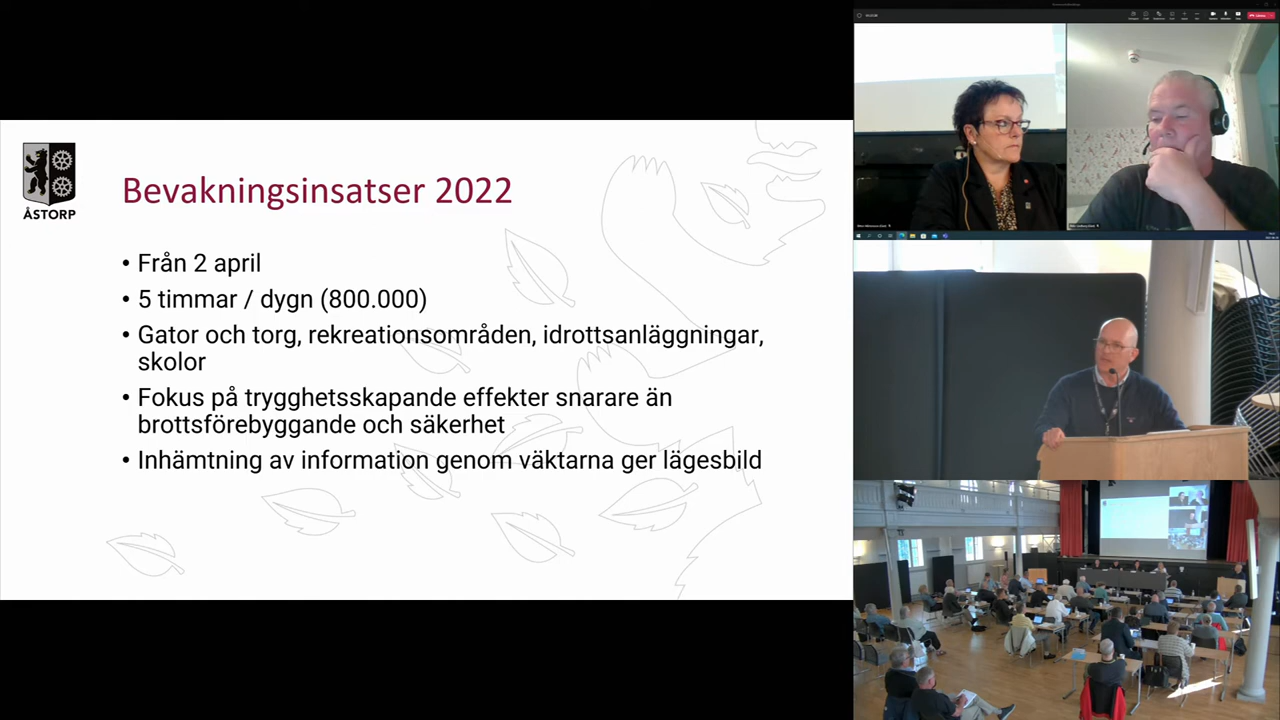 ÅSTORP
Bevakningsinsatser 2022
• Från 2 april
• 5 timmar / dygn (800.000)
• Gator och torg, rekreationsområden, idrottsanläggningar,
skolor
• Fokus på trygghetsskapande effekter snarare än
brottsförebyggande och säkerhet
• Inhämtning av information genom väktarna ger lägesbild